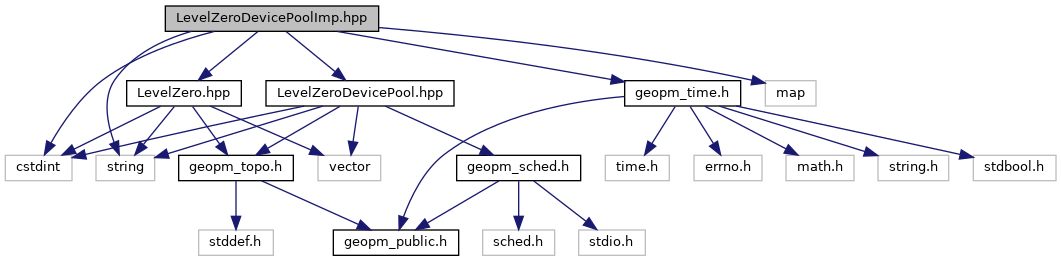 LevelZeroDevicePoolImp.hpp
LevelZero.hpp
LevelZeroDevicePool.hpp
geopm_time.h
map
cstdint
string
geopm_topo.h
vector
geopm_sched.h
time.h
errno.h
math.h
string.h
stdbool.h
stddef.h
geopm_public.h
sched.h
stdio.h